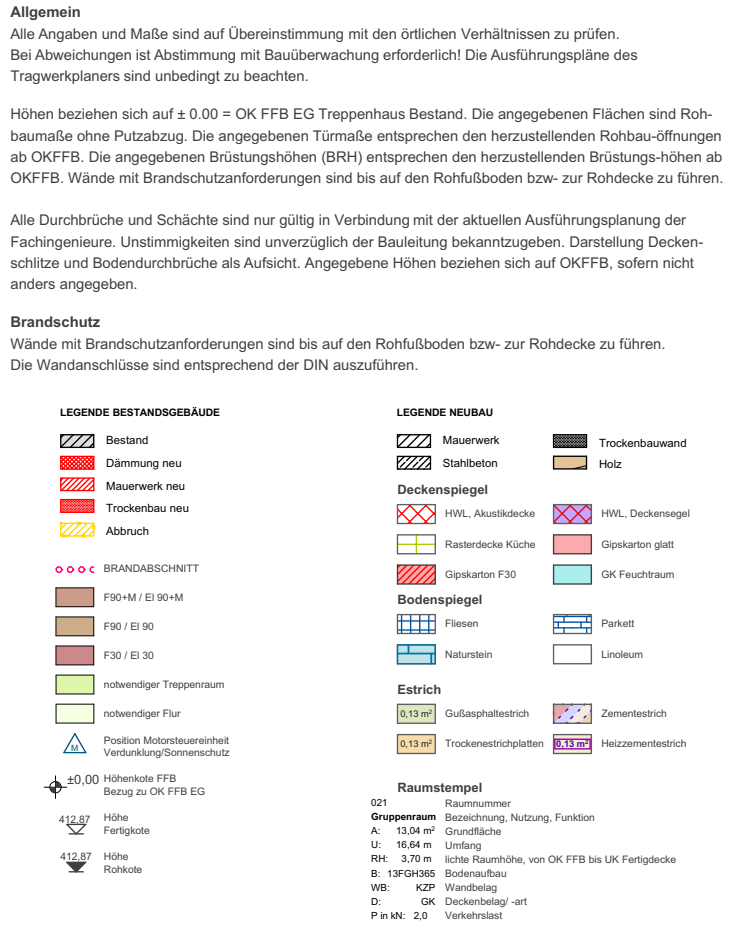 Allgemein
Alle Angaben und Maße sind auf Übereinstimmung mit den örtlichen Verhältnissen zu prüfen.
Bei Abweichungen ist Abstimmung mit Bauüberwachung erforderlich! Die Ausführungspläne des
Tragwerkplaners sind unbedingt zu beachten.
Höhen beziehen sich auf ± 0.00 = OK FFB EG Treppenhaus Bestand. Die angegebenen Flächen sind Roh-
baumaße ohne Putzabzug. Die angegebenen Türmaße entsprechen den herzustellenden Rohbau-öffnungen
ab OKFFB. Die angegebenen Brüstungshöhen (BRH) entsprechen den herzustellenden Brüstungs-höhen ab
OKFFB. Wände mit Brandschutzanforderungen sind bis auf den Rohfußboden bzw- zur Rohdecke zu führen.
Alle Durchbrüche und Schächte sind nur gültig in Verbindung mit der aktuellen Ausführungsplanung der
Fachingenieure. Unstimmigkeiten sind unverzüglich der Bauleitung bekanntzugeben. Darstellung Decken-
schlitze und Bodendurchbrüche als Aufsicht. Angegebene Höhen beziehen sich auf OKFFB, sofern nicht
anders angegeben.
Brandschutz
Wände mit Brandschutzanforderungen sind bis auf den Rohfußboden bzw- zur Rohdecke zu führen.
Die Wandanschlüsse sind entsprechend der DIN auszuführen.
LEGENDE BESTANDSGEBÄUDE
Bestand
Dämmung neu
Mauerwerk neu
Trockenbau neu
Abbruch
BRANDABSCHNITT
F90+M / EI 90+M
F90 / EI 90
F30 / EI 30
notwendiger Treppenraum
notwendiger Flur
M
Position Motorsteuereinheit
Verdunklung/Sonnenschutz
±0,00 Höhenkote FFB
Bezug zu OK FFB EG
412,87 Höhe
Fertigkote
412,87 Höhe
Rohkote
LEGENDE NEUBAU
Mauerwerk
Trockenbauwand
Stahlbeton
Holz
Deckenspiegel
HWL, Akustikdecke
HWL, Deckensegel
Rasterdecke Küche
Gipskarton glatt
Gipskarton F30
GK Feuchtraum
Bodenspiegel
Fliesen
Parkett
Naturstein
Linoleum
Estrich
0,13 m² Gußasphaltestrich
Zementestrich
0,13 m² Trockenestrichplatten
0,13 m² Heizzementestrich
Raumstempel
021 Raumnummer
Gruppenraum Bezeichnung, Nutzung, Funktion
A: 13,04 m² Grundfläche
U: 16,64 m Umfang
RH: 3,70 m lichte Raumhöhe, von OK FFB bis UK Fertigdecke
B: 13FGH365 Bodenaufbau
WB: KZP Wandbelag
D: GK Deckenbelag/ -art
P in kN: 2,0 Verkehrslast